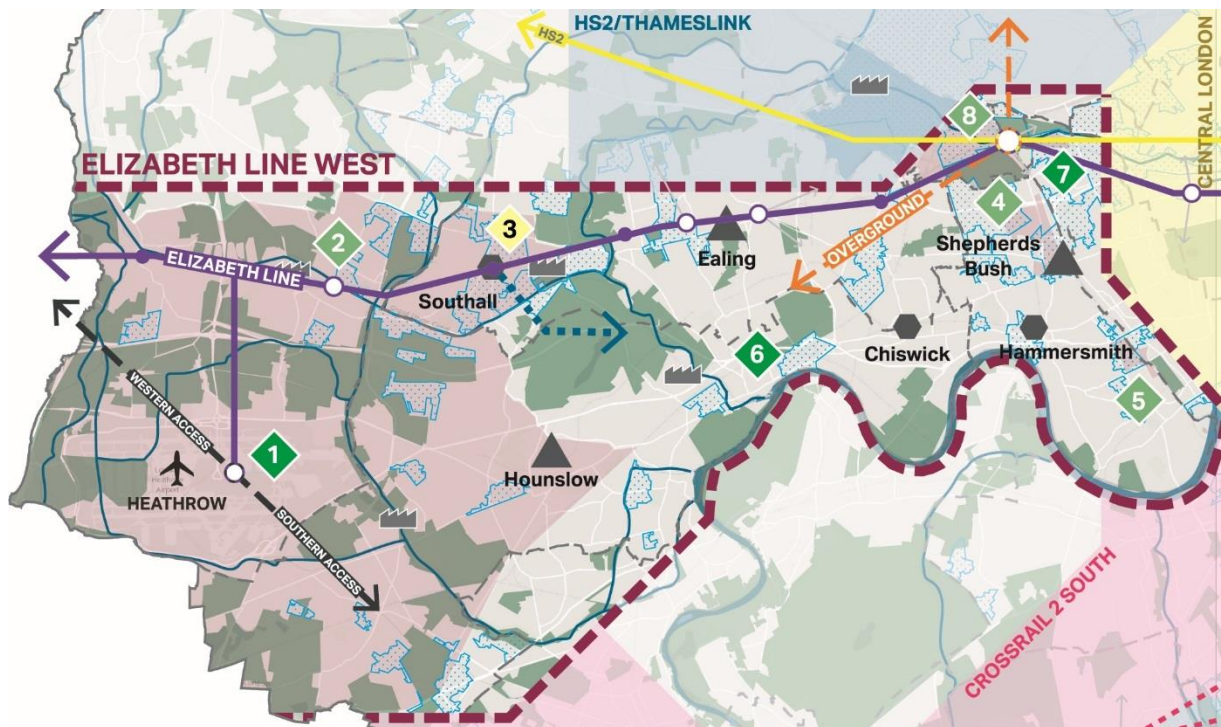 HS2/THAMESLINK
HS2
CENTRAL LONDON
ELIZABETH LINE WEST
8
7
4
3
2
Shepherds
Bush
Ealing
OVERGROUND
ELIZABETH LINE
Southall
6
Chiswick
Hammersmith
5
WESTERN ACCESS
1
Hounslow
HEATHROW
Airport
SOUTHERN ACCESS
CROSSRAIL 2 SOUTH